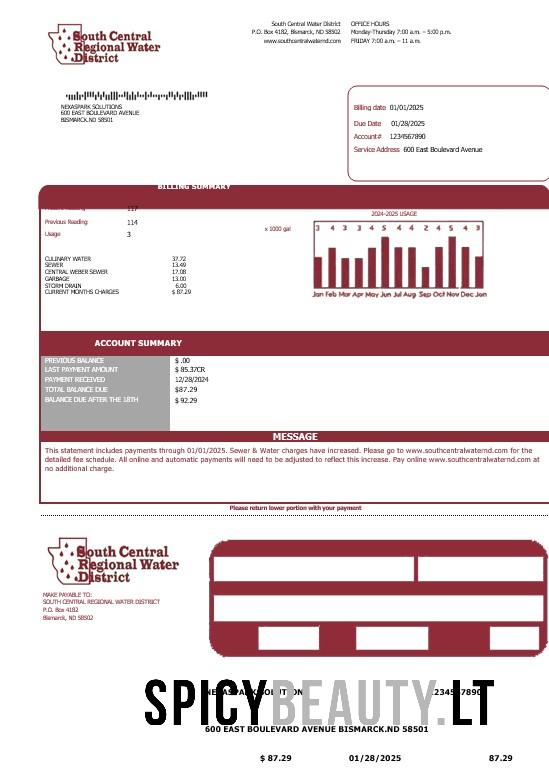 South Central
Regional Water
District
South Central Water District
P.O. Box 4182, Bismarck, ND 58502
www.southcentralwaternd.com
OFFICE HOURS
Monday-Thursday 7:00 a.m. – 5:00 p.m.
FRIDAY 7:00 a.m. – 11 a.m.
NEXASPARK SOLUTIONS
600 EAST BOULEVARD AVENUE
BISMARCK.ND 58501
Billing date 01/01/2025
Due Date 01/28/2025
Account# 1234567890
Service Address 600 East Boulevard Avenue
BILLING SUMMARY
117
Previous Reading 114
Usage 3
x 1000 gal
CULINARY WATER 37.72
SEWER 13.49
CENTRAL WEBER SEWER 17.08
GARBAGE 13.00
STORM DRAIN 6.00
CURRENT MONTHS CHARGES $ 87.29
2024-2025 USAGE
3 4 3 3 4 5 4 4 2 4 5 4 3
Jan Feb Mar Apr May Jun Jul Aug Sep Oct Nov Dec Jan
ACCOUNT SUMMARY
PREVIOUS BALANCE $ .00
LAST PAYMENT AMOUNT $ 85.37CR
PAYMENT RECEIVED 12/28/2024
TOTAL BALANCE DUE $87.29
BALANCE DUE AFTER THE 18TH $ 92.29
MESSAGE
This statement includes payments through 01/01/2025. Sewer & Water charges have increased. Please go to www.southcentralwaternd.com for the
detailed fee schedule. All online and automatic payments will need to be adjusted to reflect this increase. Pay online www.southcentralwaternd.com at
no additional charge.
Please return lower portion with your payment
South Central
Regional Water
District
MAKE PAYABLE TO:
SOUTH CENTRAL REGIONAL WATER DISTRICT
P.O. Box 4182
Bismarck, ND 58502
SPICYBEAUTY.LT
600 EAST BOULEVARD AVENUE BISMARCK.ND 58501
$ 87.29 01/28/2025 87.29